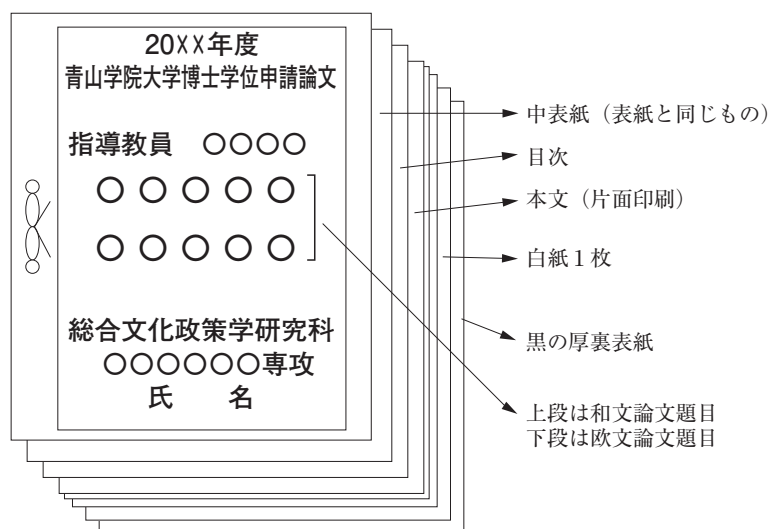 20××年度
青山学院大学博士学位申請論文
指導教員 ○○○○
○○○○○
○○○○○
総合文化政策学研究科
○○○○○○専攻
氏 名
中表紙（表紙と同じもの）
目次
本文（片面印刷）
白紙１枚
黒の厚裏表紙
上段は和文論文題目
下段は欧文論文題目